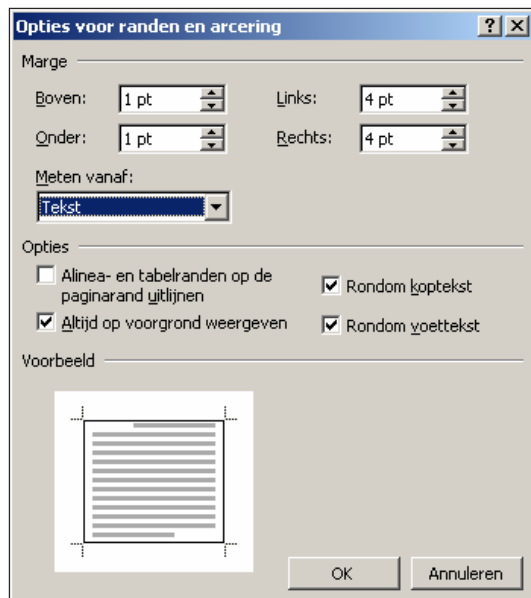 Opties voor randen en arcering
Marge
Boven: 1 pt Links: 4 pt
Onder: 1 pt Rechts: 4 pt
Meten vanaf:
Tekst
Opties
Alinea- en tabelranden op de
paginarand uitlijnen
Rondom koptekst
Altijd op voorgrond weergeven
Rondom voettekst
Voorbeeld
OK Annuleren